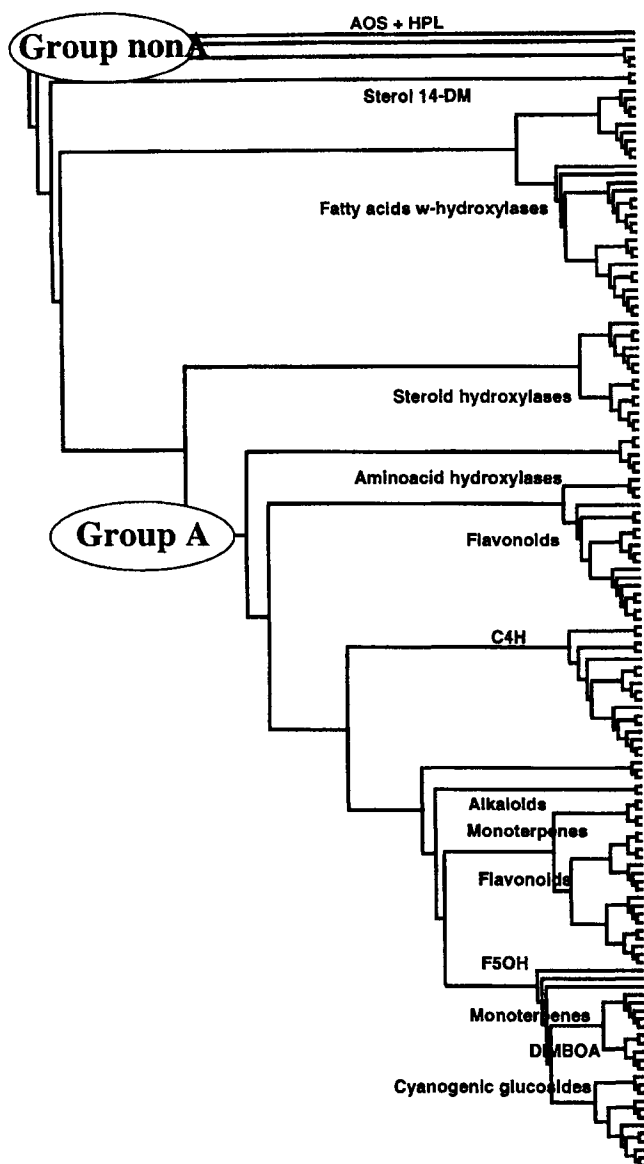 AOS + HPL
Group nonA
Sterol 14-DM
Fatty acids w-hydroxylases
Steroid hydroxylases
Aminoacid hydroxylases
Group A
Flavonoids
C4H
Alkaloids
Monoterpenes
Flavonoids
F5OH
Monoterpenes
DIMBOA
Cyanogenic glucosides